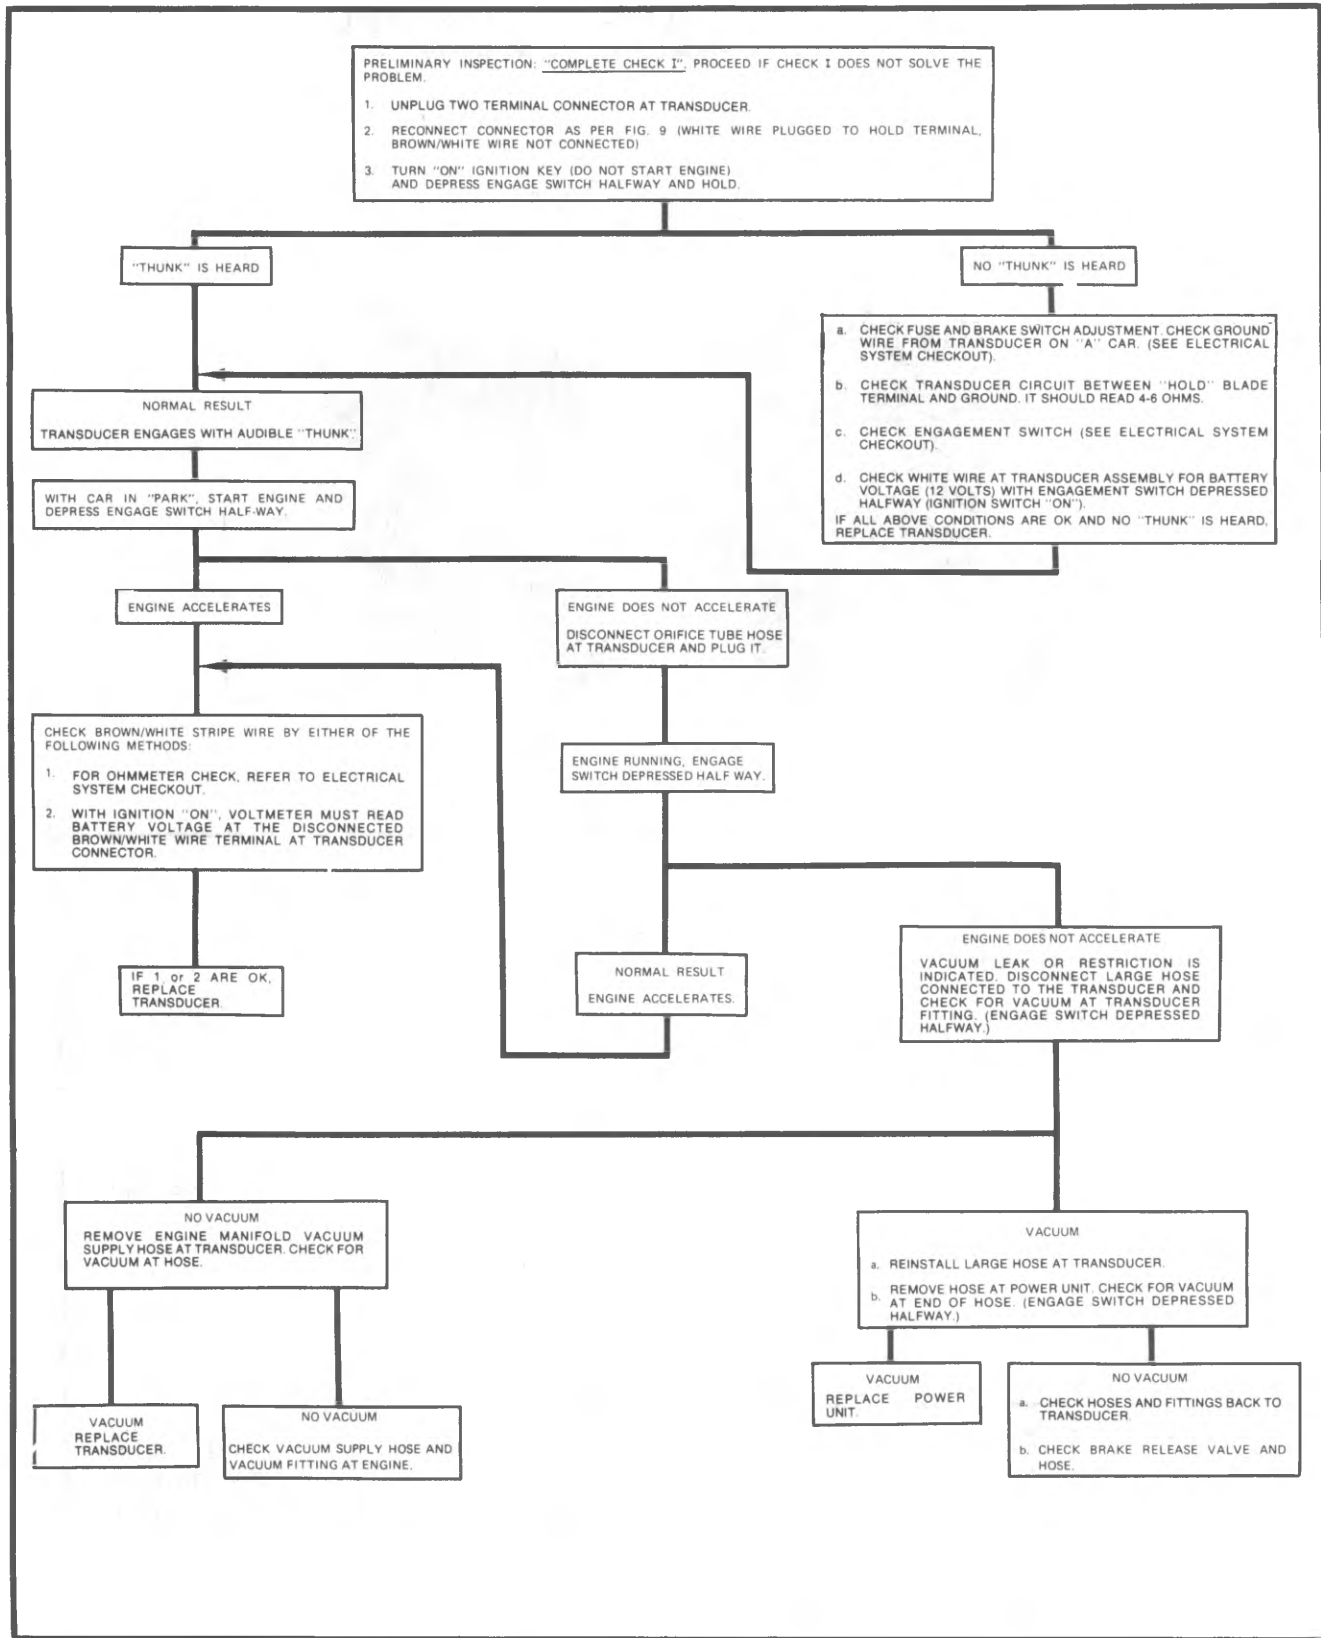 PRELIMINARY INSPECTION: "COMPLETE CHECK I", PROCEED IF CHECK I DOES NOT SOLVE THE
PROBLEM.
1. UNPLUG TWO TERMINAL CONNECTOR AT TRANSDUCER.
2. RECONNECT CONNECTOR AS PER FIG. 9 (WHITE WIRE PLUGGED TO HOLD TERMINAL,
BROWN/WHITE WIRE NOT CONNECTED)
3. TURN "ON" IGNITION KEY (DO NOT START ENGINE)
AND DEPRESS ENGAGE SWITCH HALFWAY AND HOLD.
"THUNK" IS HEARD
NO "THUNK" IS HEARD
a. CHECK FUSE AND BRAKE SWITCH ADJUSTMENT. CHECK GROUND
WIRE FROM TRANSDUCER ON "A" CAR. (SEE ELECTRICAL
SYSTEM CHECKOUT).
b. CHECK TRANSDUCER CIRCUIT BETWEEN "HOLD" BLADE
TERMINAL AND GROUND. IT SHOULD READ 4-6 OHMS.
c. CHECK ENGAGEMENT SWITCH (SEE ELECTRICAL SYSTEM
CHECKOUT).
d. CHECK WHITE WIRE AT TRANSDUCER ASSEMBLY FOR BATTERY
VOLTAGE (12 VOLTS) WITH ENGAGEMENT SWITCH DEPRESSED
HALFWAY (IGNITION SWITCH "ON").
IF ALL ABOVE CONDITIONS ARE OK AND NO "THUNK" IS HEARD,
REPLACE TRANSDUCER.
NORMAL RESULT
TRANSDUCER ENGAGES WITH AUDIBLE "THUNK".
WITH CAR IN "PARK", START ENGINE AND
DEPRESS ENGAGE SWITCH HALF-WAY.
ENGINE ACCELERATES
ENGINE DOES NOT ACCELERATE
DISCONNECT ORIFICE TUBE HOSE
AT TRANSDUCER AND PLUG IT.
CHECK BROWN/WHITE STRIPE WIRE BY EITHER OF THE
FOLLOWING METHODS:
1. FOR OHMMETER CHECK, REFER TO ELECTRICAL
SYSTEM CHECKOUT.
2. WITH IGNITION "ON", VOLTMETER MUST READ
BATTERY VOLTAGE AT THE DISCONNECTED
BROWN/WHITE WIRE TERMINAL AT TRANSDUCER
CONNECTOR.
ENGINE RUNNING, ENGAGE
SWITCH DEPRESSED HALF WAY.
IF 1, or 2 ARE OK,
REPLACE
TRANSDUCER.
NORMAL RESULT
ENGINE ACCELERATES.
ENGINE DOES NOT ACCELERATE
VACUUM LEAK OR RESTRICTION IS
INDICATED. DISCONNECT LARGE HOSE
CONNECTED TO THE TRANSDUCER AND
CHECK FOR VACUUM AT TRANSDUCER
FITTING. (ENGAGE SWITCH DEPRESSED
HALFWAY.)
NO VACUUM
REMOVE ENGINE MANIFOLD VACUUM
SUPPLY HOSE AT TRANSDUCER. CHECK FOR
VACUUM AT HOSE.
VACUUM
a. REINSTALL LARGE HOSE AT TRANSDUCER.
b. REMOVE HOSE AT POWER UNIT. CHECK FOR VACUUM
AT END OF HOSE. (ENGAGE SWITCH DEPRESSED
HALFWAY.)
VACUUM
REPLACE
TRANSDUCER.
NO VACUUM
CHECK VACUUM SUPPLY HOSE AND
VACUUM FITTING AT ENGINE.
VACUUM
REPLACE POWER
UNIT.
NO VACUUM
a. CHECK HOSES AND FITTINGS BACK TO
TRANSDUCER.
b. CHECK BRAKE RELEASE VALVE AND
HOSE.